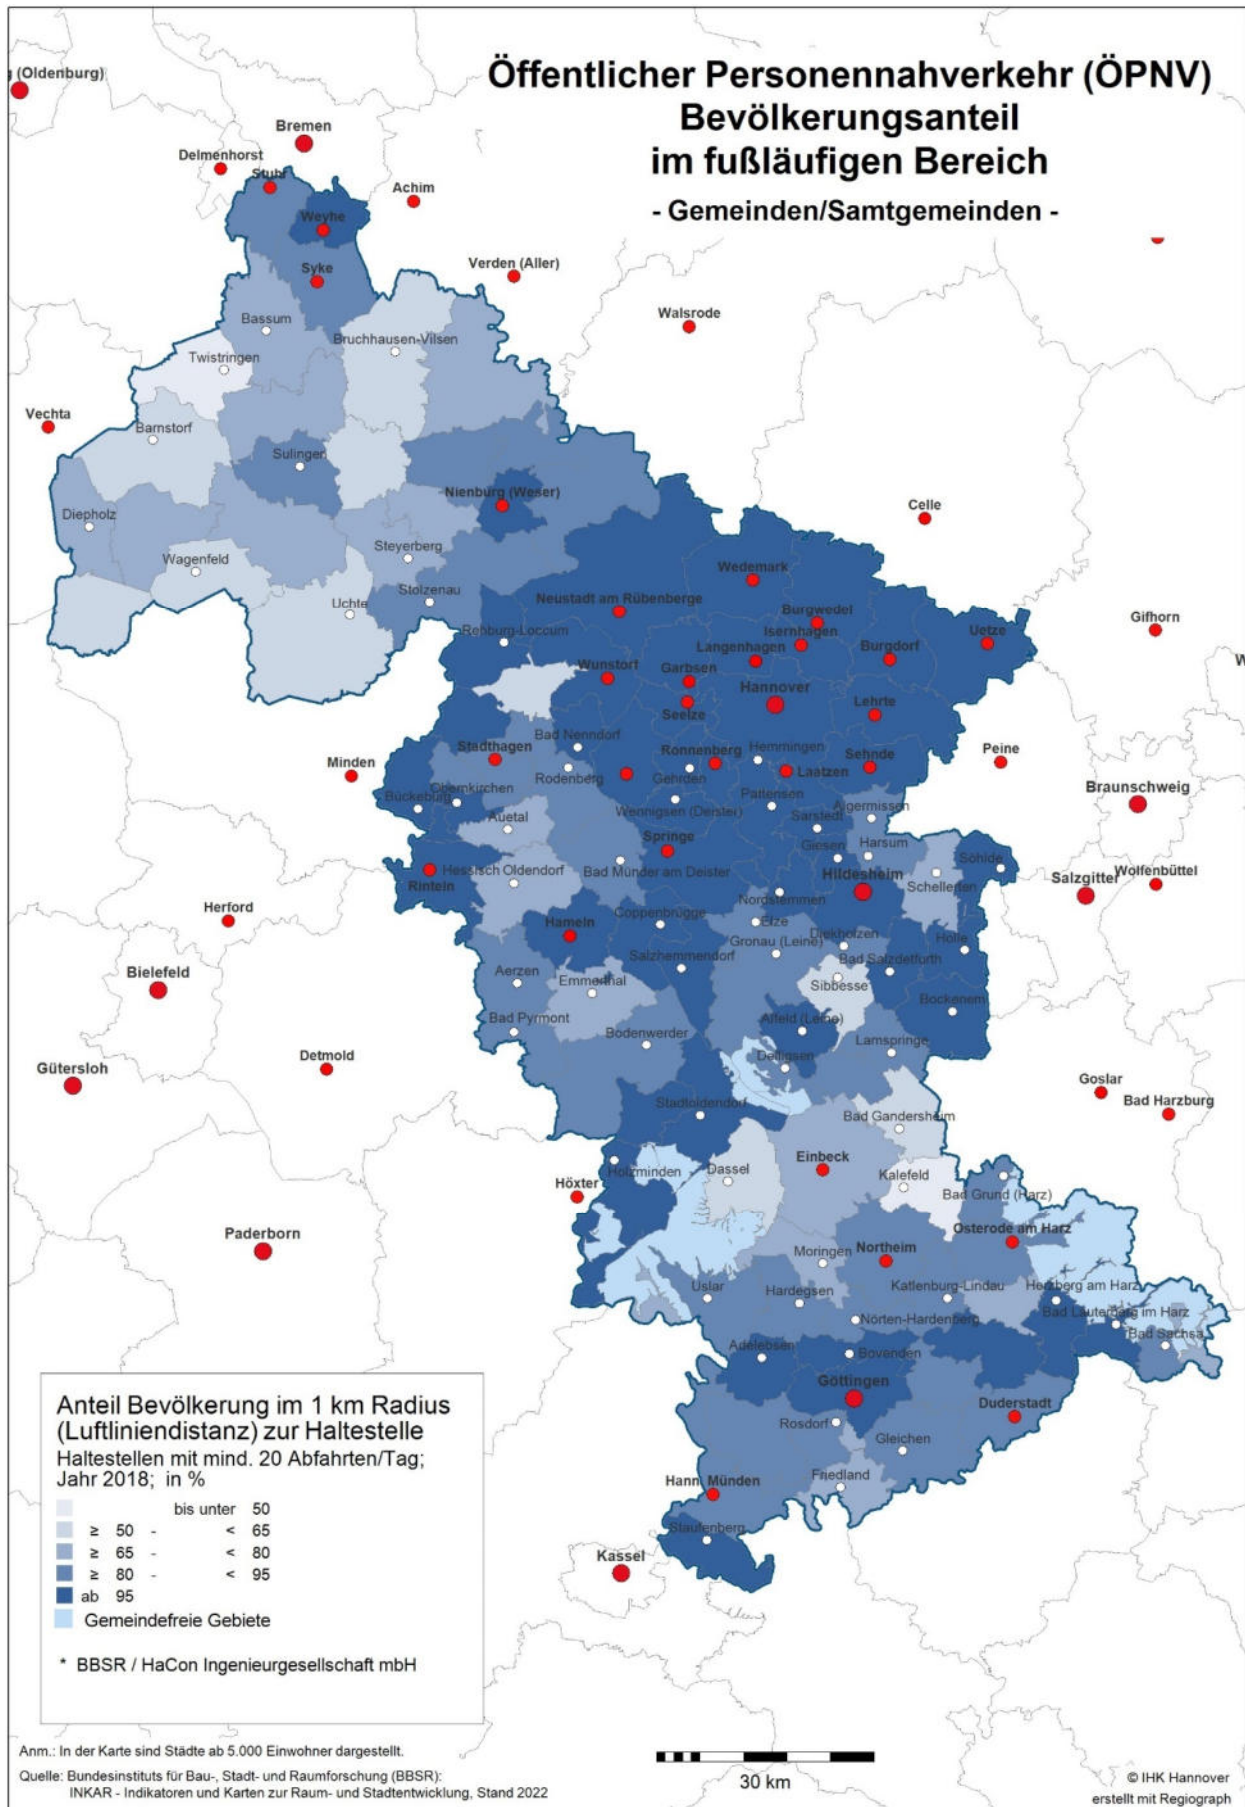 Öffentlicher Personennahverkehr (ÖPNV)
Bevölkerungsanteil
im fußläufigen Bereich
- Gemeinden/Samtgemeinden -
(Oldenburg)
Bremen
Delmenhorst
Stuhr
Achim
Weyhe
Verden (Aller)
Syke
Walsrode
Bassum
Bruchhausen-Vilsen
Twistringen
Vechta
Barnstorf
Sulingen
Nienburg (Weser)
Celle
Diepholz
Steyerberg
Wagenfeld
Wedemark
Stolzenau
Neustadt am Rübenberge
Uchte
Burgwedel
Gifhorn
Rehburg-Loccum
Isernhagen
Uetze
Langenhagen
Burgdorf
Wunstorf
Garbsen
Hannover
Seelze
Lehrte
Bad Nenndorf
Stadthagen
Ronnenberg
Hemmingen
Sehnde
Peine
Minden
Rodenberg
Gehrden
Laatzen
Obernkirchen
Braunschweig
Bückeburg
Wennigsen (Deister)
Pattensen
Algermissen
Auetal
Sarstedt
Springe
Giesen
Harsum
Söhlde
Hessisch Oldendorf
Bad Münder am Deister
Hildesheim
Schellerten
Salzgitter
Wolfenbüttel
Rinteln
Nordstemmen
Herford
Hameln
Coppenbrügge
Elze
Diekholzen
Holle
Gronau (Leine)
Salzhemmendorf
Bad Salzdetfurth
Bielefeld
Aerzen
Emmerthal
Sibbesse
Bockenem
Bad Pyrmont
Alfeld (Leine)
Bodenwerder
Lamspringe
Detmold
Delligsen
Gütersloh
Goslar
Stadtoldendorf
Bad Gandersheim
Bad Harzburg
Einbeck
Holzminden
Dassel
Kalefeld
Höxter
Bad Grund (Harz)
Paderborn
Osterode am Harz
Moringen
Northeim
Uslar
Hardegsen
Katlenburg-Lindau
Herzberg am Harz
Bad Lauterberg im Harz
Nörten-Hardenberg
Bad Sachsa
Adelebsen
Bovenden
Göttingen
Duderstadt
Rosdorf
Gleichen
Hann. Münden
Friedland
Staufenberg
Kassel
Anteil Bevölkerung im 1 km Radius
(Luftliniendistanz) zur Haltestelle
Haltestellen mit mind. 20 Abfahrten/Tag;
Jahr 2018; in %
bis unter 50
≥ 50 - < 65
≥ 65 - < 80
≥ 80 - < 95
ab 95
Gemeindefreie Gebiete
* BBSR / HaCon Ingenieurgesellschaft mbH
Anm.: In der Karte sind Städte ab 5.000 Einwohner dargestellt.
Quelle: Bundesinstituts für Bau-, Stadt- und Raumforschung (BBSR):
INKAR - Indikatoren und Karten zur Raum- und Stadtentwicklung, Stand 2022
30 km
© IHK Hannover
erstellt mit Regiograph